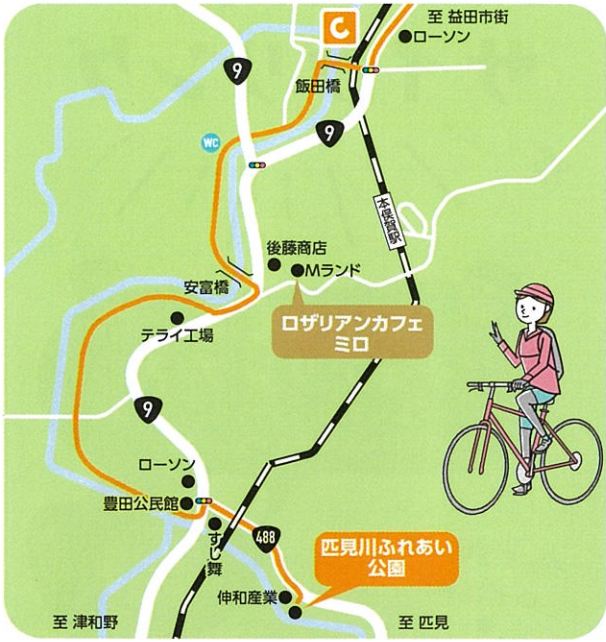 C
至 益田市街
ローソン
9
飯田橋
9
WC
本俣賀駅
後藤商店
Mランド
安富橋
ロザリアンカフェ
ミロ
テライ工場
9
ローソン
豊田公民館
すし舞
488
匹見川ふれあい
公園
伸和産業
至 津和野
至 匹見